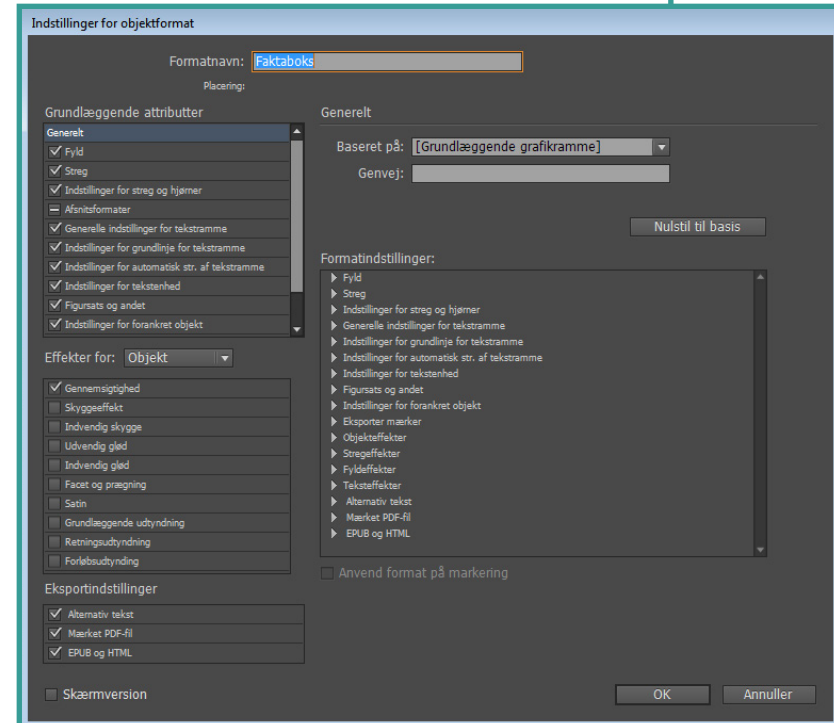 Indstillinger for objektformat
Formatnavn: Faktaboks
Placering:
Grundlæggende attributter
Generelt
Fyld
Streg
Indstillinger for streg og hjørner
Afsnitsformater
Generelle indstillinger for tekstramme
Indstillinger for grundlinje for tekstramme
Indstillinger for automatisk str. af tekstramme
Indstillinger for tekstenhed
Figursats og andet
Indstillinger for forankret objekt
Effekter for: Objekt
Gennemsigtighed
Skyggeeffekt
Indvendig skygge
Udvendig glød
Indvendig glød
Facet og prægning
Satin
Grundlæggende udtyndning
Retningsudtyndning
Forløbsudtynding
Eksportindstillinger
Alternativ tekst
Mærket PDF-fil
EPUB og HTML
Skærmversion
Generelt
Baseret på: [Grundlæggende grafikramme]
Genvej:
Nulstil til basis
Formatindstillinger:
Fyld
Streg
Indstillinger for streg og hjørner
Generelle indstillinger for tekstramme
Indstillinger for grundlinje for tekstramme
Indstillinger for automatisk str. af tekstramme
Indstillinger for tekstenhed
Figursats og andet
Indstillinger for forankret objekt
Eksporter mærker
Objekteffekter
Stregeffekter
Fyldeffekter
Teksteffekter
Alternativ tekst
Mærket PDF-fil
EPUB og HTML
Anvend format på markering
OK
Annuller